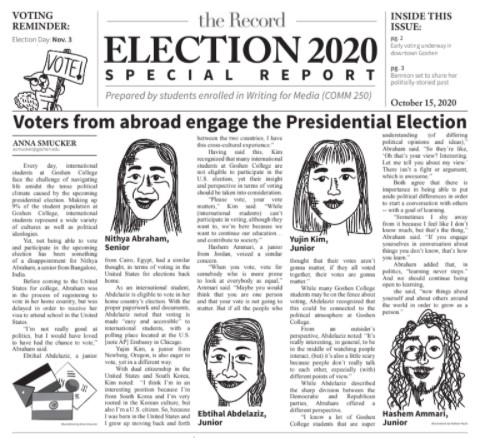 VOTING
REMINDER:
Election Day: Nov. 3
VOTE!
the Record
ELECTION 2020
SPECIAL REPORT
Prepared by students enrolled in Writing for Media (COMM 250)
INSIDE THIS
ISSUE:
pg. 2
Early voting underway in
downtown Goshen
pg. 3
Bannon set to share her
politically-storied past
October 15, 2020
Voters from abroad engage the Presidential Election
ANNA SMUCKER
Every day, international
students at Goshen College
face the challenge of navigating
life amidst the tense political
climate caused by the upcoming
presidential election. Making up
9% of the student population at
Goshen College, international
students represent a wide variety
of cultures as well as political
ideologies.
Yet, not being able to vote
and participate in the upcoming
election has been something
of a disappointment for Nithya
Abraham, a senior from Bangalore,
India.
Before coming to the United
States for college, Abraham was
in the process of registering to
vote in her home country, but was
delayed in order to receive her
visa to attend school in the United
States.
"I'm not really good at
politics, but I would have loved
to have had the chance to vote,"
Abraham said.
Ebtihal Abdelaziz, a junior
Nithya Abraham,
Senior
from Cairo, Egypt, had a similar
thought, in terms of voting in the
United States for elections back
home.
As an international student,
Abdelaziz is eligible to vote in her
home country's election. With the
proper paperwork and documents,
Abdelaziz noted that voting is
made "easy and accessible" to
international students, with a
polling place located at the U.S.
[note AP] Embassy in Chicago.
Yujin Kim, a junior from
Newberg, Oregon, is also eager to
vote, yet in a different way.
With dual citizenship in the
United States and South Korea,
Kim noted: "I think I'm in an
interesting position because I'm
from South Korea and I'm very
rooted in the Korean culture, but
also I'm a U.S. citizen. So, because
I was born in the United States and
I grew up moving back and forth
between the two countries, I have
this cross-cultural experience."
Having said this, Kim
recognized that many international
students at Goshen College are
not eligible to participate in the
U.S. election, yet their insight
and perspective in terms of voting
should be taken into consideration.
"Please vote, your vote
matters," Kim said. "While
(international students) can't
participate in voting, although they
want to, we're here because we
want to continue our education,
and contribute to society."
Hashem Ammari, a junior
from Jordan, voiced a similar
concern.
"When you vote, vote for
somebody who is more prone
to look at everybody as equal,"
Ammari said "Maybe you would
think that you are one person
and that your vote is not going to
matter. But if all the people who
Ebtihal Abdelaziz,
Junior
Yujin Kim,
Junior
thought that their votes aren't
gonna matter, if they all voted
together, their votes are gonna
matter."
While many Goshen College
students may be on the fence about
voting, Abdelaziz recognized that
this could be connected to the
political atmosphere at Goshen
College.
From an outsider's
perspective, Abdelaziz noted: "It's
really interesting, in general, to be
in the middle of watching people
interact, (but) it's also a little scary
because people don't really talk
to each other, especially (with)
different points of view."
While Abdelaziz described
the sharp division between the
Democratic and Republican
parties, Abraham offered a
different perspective.
"I know a lot of Goshen
College students that are super
understanding (of differing
political opinions and ideas),"
Abraham said. "So they're like,
'Oh that's your view? Interesting.
Let me tell you about my view.'
There isn't a fight or argument,
which is awesome."
Both agree that there is
importance in being able to put
aside political differences in order
to start a conversation with others
– with a goal of learning.
"Sometimes I shy away
from it because I feel like I don't
know much, but that's the thing,"
Abraham said. "If you engage
yourselves in conversation about
things you don't know, that's how
you learn."
Abraham added that, in
politics, "learning never stops."
And we should continue being
open to learning,
she said, "new things about
yourself and about others around
the world in order to grow as a
person."
Hashem Ammari,
Junior